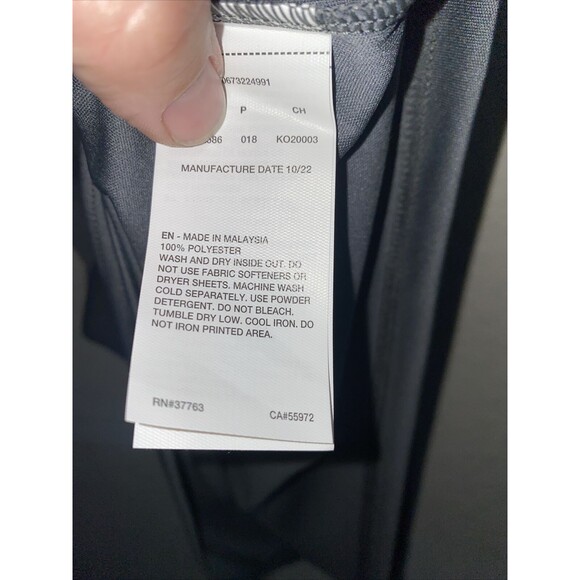 0673224991
P CH
386 018 KO20003
MANUFACTURE DATE 10/22
EN - MADE IN MALAYSIA
100% POLYESTER
WASH AND DRY INSIDE OUT. DO
NOT USE FABRIC SOFTENERS OR
DRYER SHEETS. MACHINE WASH
COLD SEPARATELY. USE POWDER
DETERGENT. DO NOT BLEACH.
TUMBLE DRY LOW. COOL IRON. DO
NOT IRON PRINTED AREA.
RN#37763
CA#55972